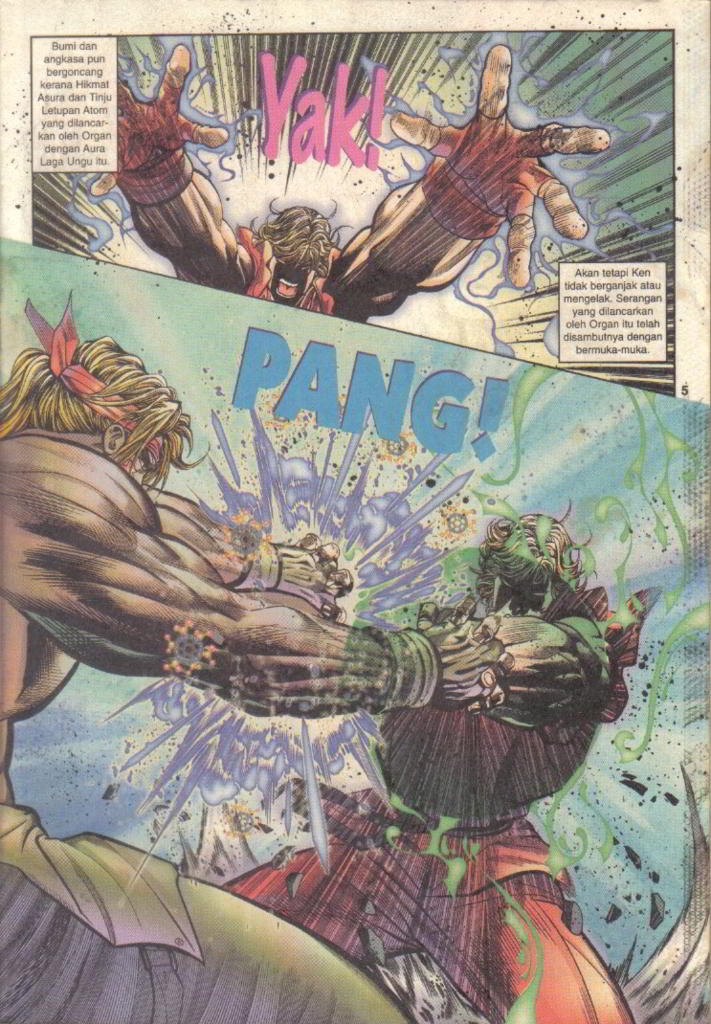 Bumi dan
angkasa pun
bergoncang
kerana Hikmat
Asura dan Tinju
Letupan Atom
yang dilancar-
kan oleh Organ
dengan Aura
Laga Ungu itu.
Yak!
Akan tetapi Ken
tidak berganjak atau
mengelak. Serangan
yang dilancarkan
oleh Organ itu telah
disambutnya dengan
bermuka-muka.
5
PANG!